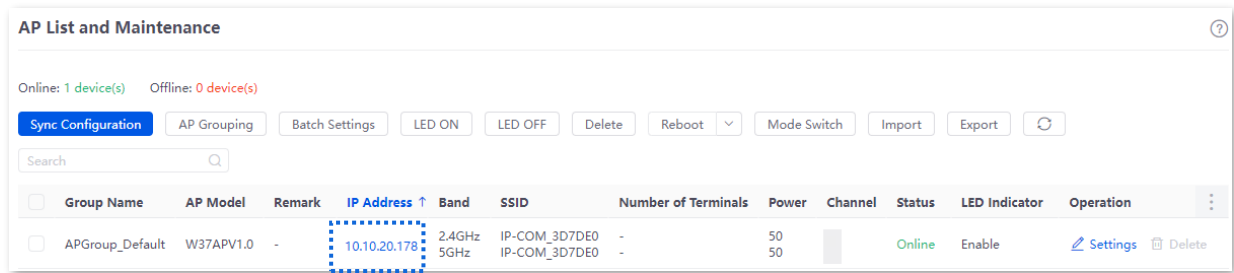 AP List and Maintenance
Online: 1 device(s) Offline: 0 device(s)
Sync Configuration AP Grouping Batch Settings LED ON LED OFF Delete Reboot Mode Switch Import Export
Search
Group Name AP Model Remark IP Address ↑ Band SSID Number of Terminals Power Channel Status LED Indicator Operation
APGroup_Default W37APV1.0 - 10.10.20.178 2.4GHz IP-COM_3D7DE0 - 50 Online Enable Settings Delete
5GHz IP-COM_3D7DE0 - 50